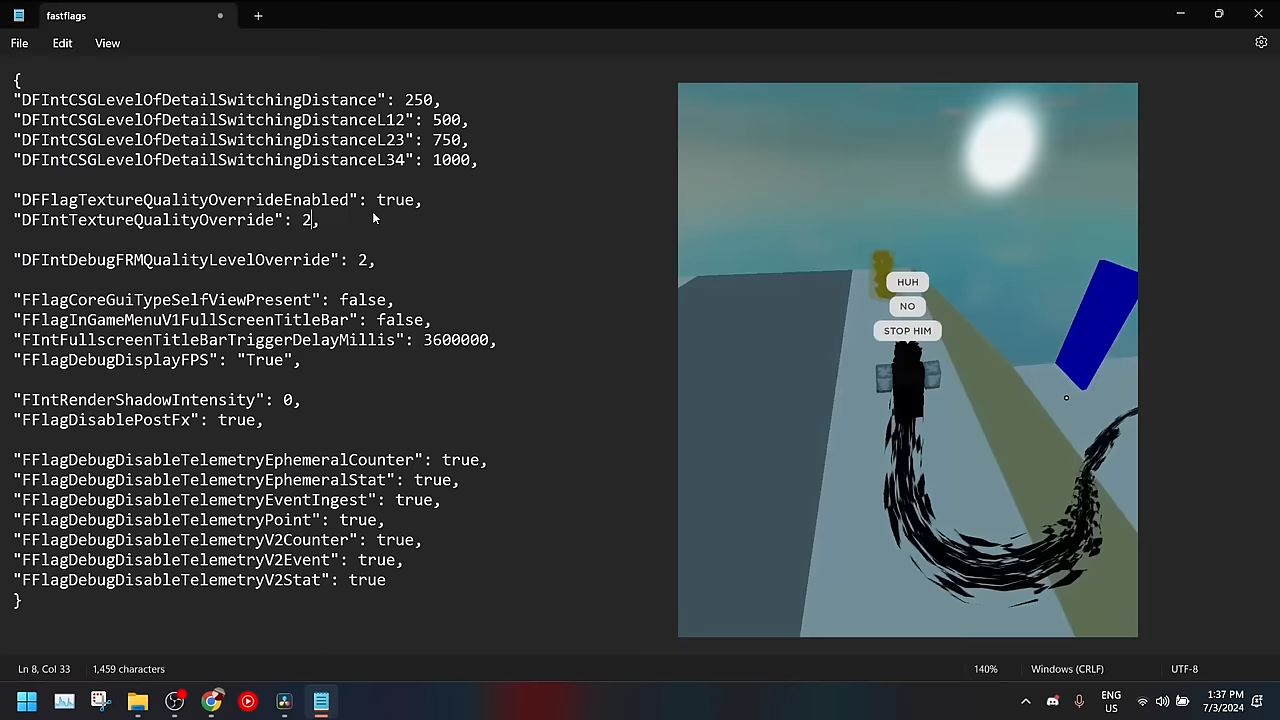 fastflags
File Edit View
{
"DFIntCSGLevelOfDetailSwitchingDistance": 250,
"DFIntCSGLevelOfDetailSwitchingDistanceL12": 500,
"DFIntCSGLevelOfDetailSwitchingDistanceL23": 750,
"DFIntCSGLevelOfDetailSwitchingDistanceL34": 1000,
"DFFlagTextureQualityOverrideEnabled": true,
"DFIntTextureQualityOverride": 2,
"DFIntDebugFRMQualityLevelOverride": 2,
"FFlagCoreGuiTypeSelfViewPresent": false,
"FFlagInGameMenuV1FullScreenTitleBar": false,
"FIntFullscreenTitleBarTriggerDelayMillis": 3600000,
"FFlagDebugDisplayFPS": "True",
"FIntRenderShadowIntensity": 0,
"FFlagDisablePostFx": true,
"FFlagDebugDisableTelemetryEphemeralCounter": true,
"FFlagDebugDisableTelemetryEphemeralStat": true,
"FFlagDebugDisableTelemetryEventIngest": true,
"FFlagDebugDisableTelemetryPoint": true,
"FFlagDebugDisableTelemetryV2Counter": true,
"FFlagDebugDisableTelemetryV2Event": true,
"FFlagDebugDisableTelemetryV2Stat": true
}
HUH
NO
STOP HIM
Ln 8, Col 33 1,459 characters 140% Windows (CRLF) UTF-8
ENG
US
1:37 PM
7/3/2024